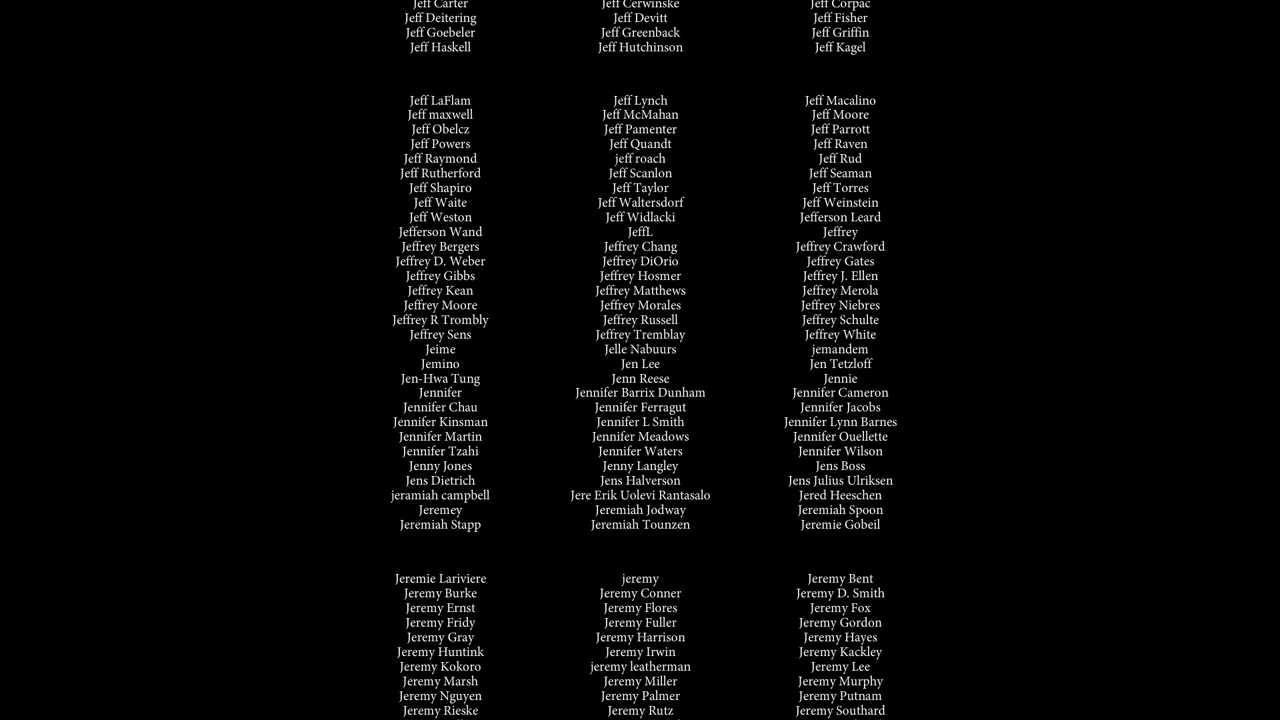 Jeff Carter Jeff Cerwinske Jeff Corpac
Jeff Deitering Jeff Devitt Jeff Fisher
Jeff Goebeler Jeff Greenback Jeff Griffin
Jeff Haskell Jeff Hutchinson Jeff Kagel
Jeff LaFlam Jeff Lynch Jeff Macalino
Jeff maxwell Jeff McMahan Jeff Moore
Jeff Obelcz Jeff Pamenter Jeff Parrott
Jeff Powers Jeff Quandt Jeff Raven
Jeff Raymond jeff roach Jeff Rud
Jeff Rutherford Jeff Scanlon Jeff Seaman
Jeff Shapiro Jeff Taylor Jeff Torres
Jeff Waite Jeff Waltersdorf Jeff Weinstein
Jeff Weston Jeff Widlacki Jefferson Leard
Jefferson Wand JeffL Jeffrey
Jeffrey Bergers Jeffrey Chang Jeffrey Crawford
Jeffrey D. Weber Jeffrey DiOrio Jeffrey Gates
Jeffrey Gibbs Jeffrey Hosmer Jeffrey J. Ellen
Jeffrey Kean Jeffrey Matthews Jeffrey Merola
Jeffrey Moore Jeffrey Morales Jeffrey Niebres
Jeffrey R Trombly Jeffrey Russell Jeffrey Schulte
Jeffrey Sens Jeffrey Tremblay Jeffrey White
Jeime Jelle Nabuurs jemandem
Jemino Jen Lee Jen Tetzloff
Jen-Hwa Tung Jenn Reese Jennie
Jennifer Jennifer Barrix Dunham Jennifer Cameron
Jennifer Chau Jennifer Ferragut Jennifer Jacobs
Jennifer Kinsman Jennifer L Smith Jennifer Lynn Barnes
Jennifer Martin Jennifer Meadows Jennifer Ouellette
Jennifer Tzahi Jennifer Waters Jennifer Wilson
Jenny Jones Jenny Langley Jens Boss
Jens Dietrich Jens Halverson Jens Julius Ulriksen
jeramiah campbell Jere Erik Uolevi Rantasalo Jered Heeschen
Jeremey Jeremiah Jodway Jeremiah Spoon
Jeremiah Stapp Jeremiah Tounzen Jeremie Gobeil
Jeremie Lariviere jeremy Jeremy Bent
Jeremy Burke Jeremy Conner Jeremy D. Smith
Jeremy Ernst Jeremy Flores Jeremy Fox
Jeremy Fridy Jeremy Fuller Jeremy Gordon
Jeremy Gray Jeremy Harrison Jeremy Hayes
Jeremy Huntink Jeremy Irwin Jeremy Kackley
Jeremy Kokoro jeremy leatherman Jeremy Lee
Jeremy Marsh Jeremy Miller Jeremy Murphy
Jeremy Nguyen Jeremy Palmer Jeremy Putnam
Jeremy Rieske Jeremy Rutz Jeremy Southard